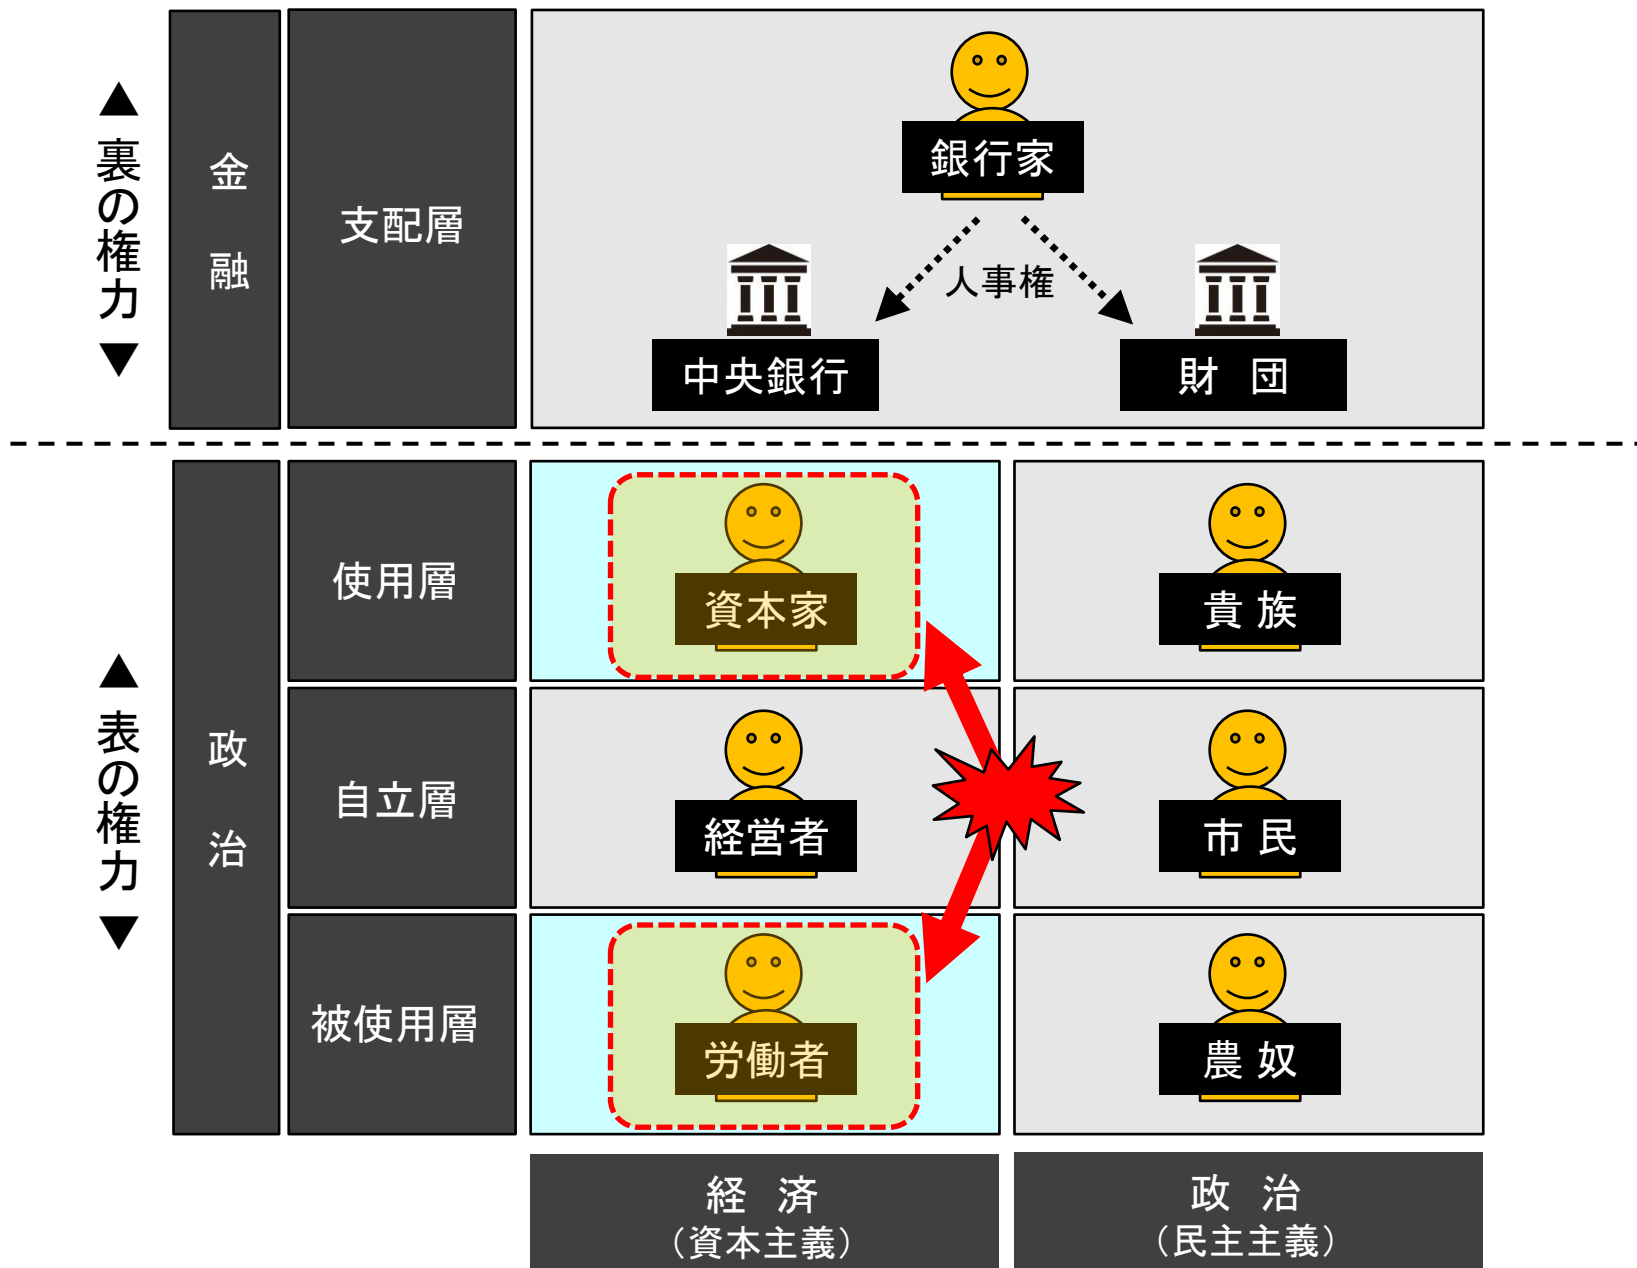 ▲裏の権力▼
金融
支配層
銀行家
人事権
中央銀行
財団
▲表の権力▼
政治
使用層
資本家
貴族
自立層
経営者
市民
被使用層
労働者
農奴
経済
（資本主義）
政治
（民主主義）